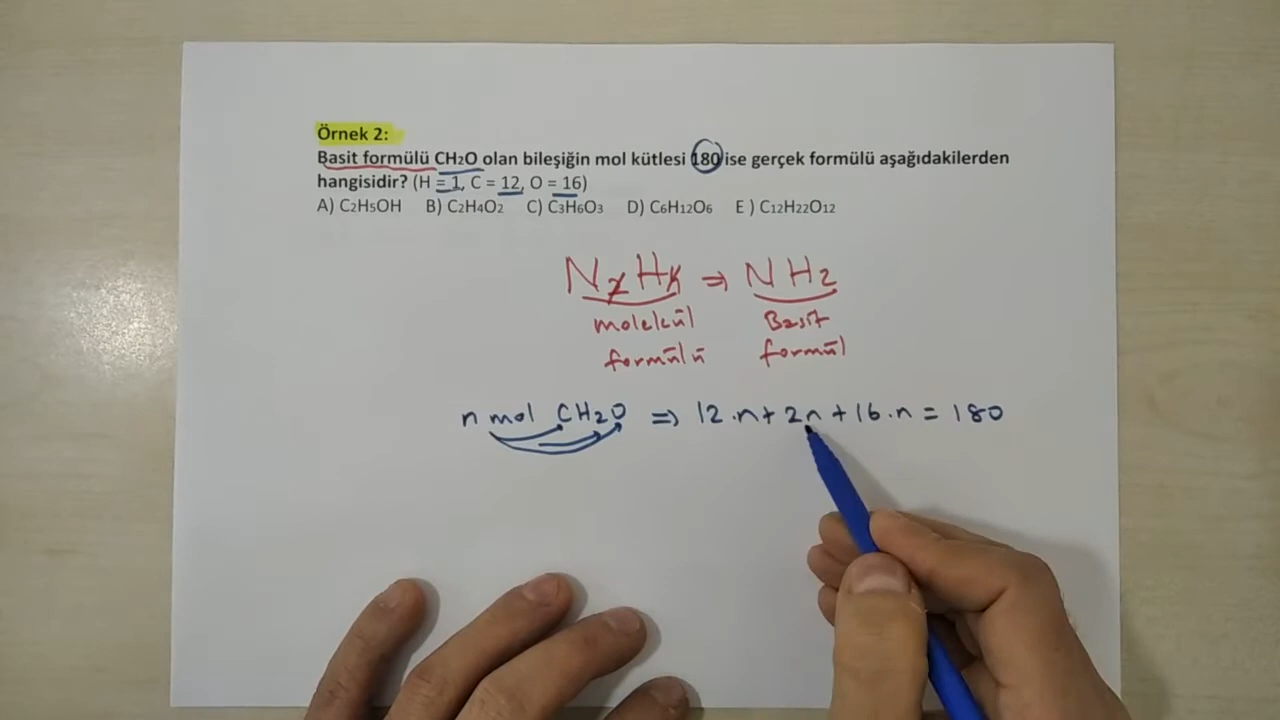 Örnek 2:
Basit formülü CH2O olan bileşiğin mol kütlesi 180 ise gerçek formülü aşağıdakilerden
hangisidir? (H = 1, C = 12, O = 16)
A) C2H5OH B) C2H4O2 C) C3H6O3 D) C6H12O6 E ) C12H22O12
N2H4 ⇒ NH2
molekül Basit
formülü formül
n mol CH2O ⇒ 12.n+2n+16.n=180